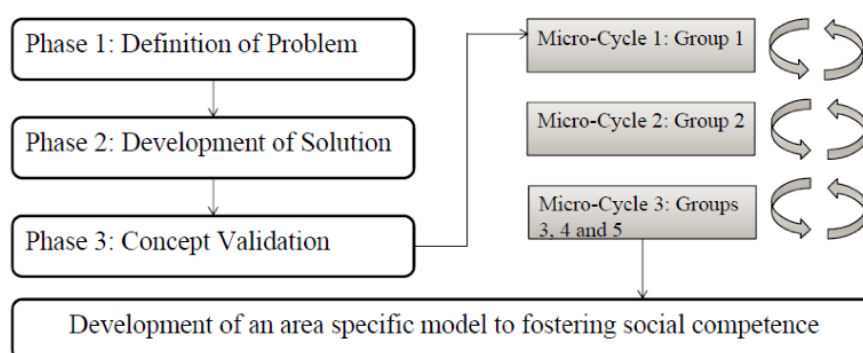 Phase 1: Definition of Problem
Phase 2: Development of Solution
Phase 3: Concept Validation
Micro-Cycle 1: Group 1
Micro-Cycle 2: Group 2
Micro-Cycle 3: Groups
3, 4 and 5
Development of an area specific model to fostering social competence